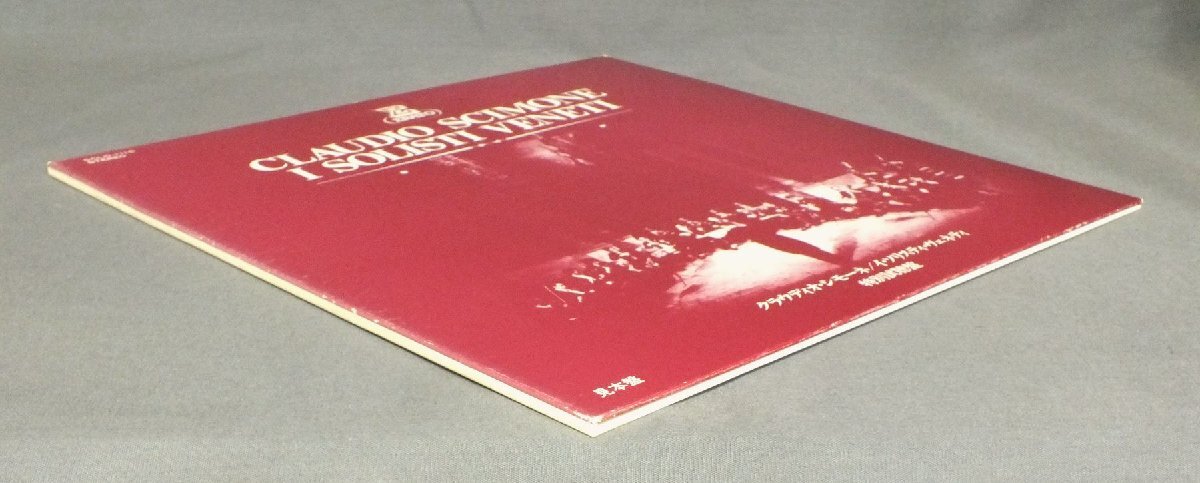 CLAUDIO SCIMONE
I SOLISTI VENETI
クラウディオ・シモーネ/イ・ソリスティ・ヴェネティ
見本盤